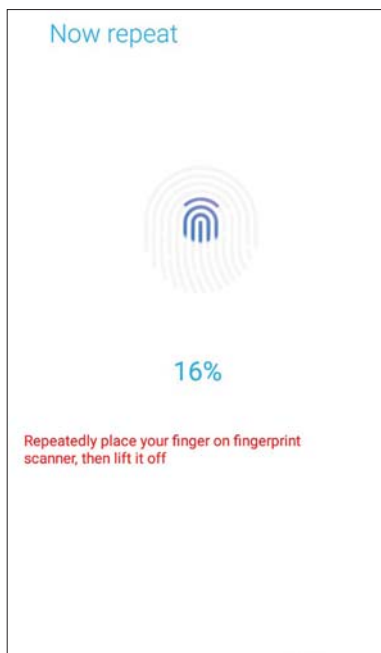 Now repeat
16%
Repeatedly place your finger on fingerprint
scanner, then lift it off